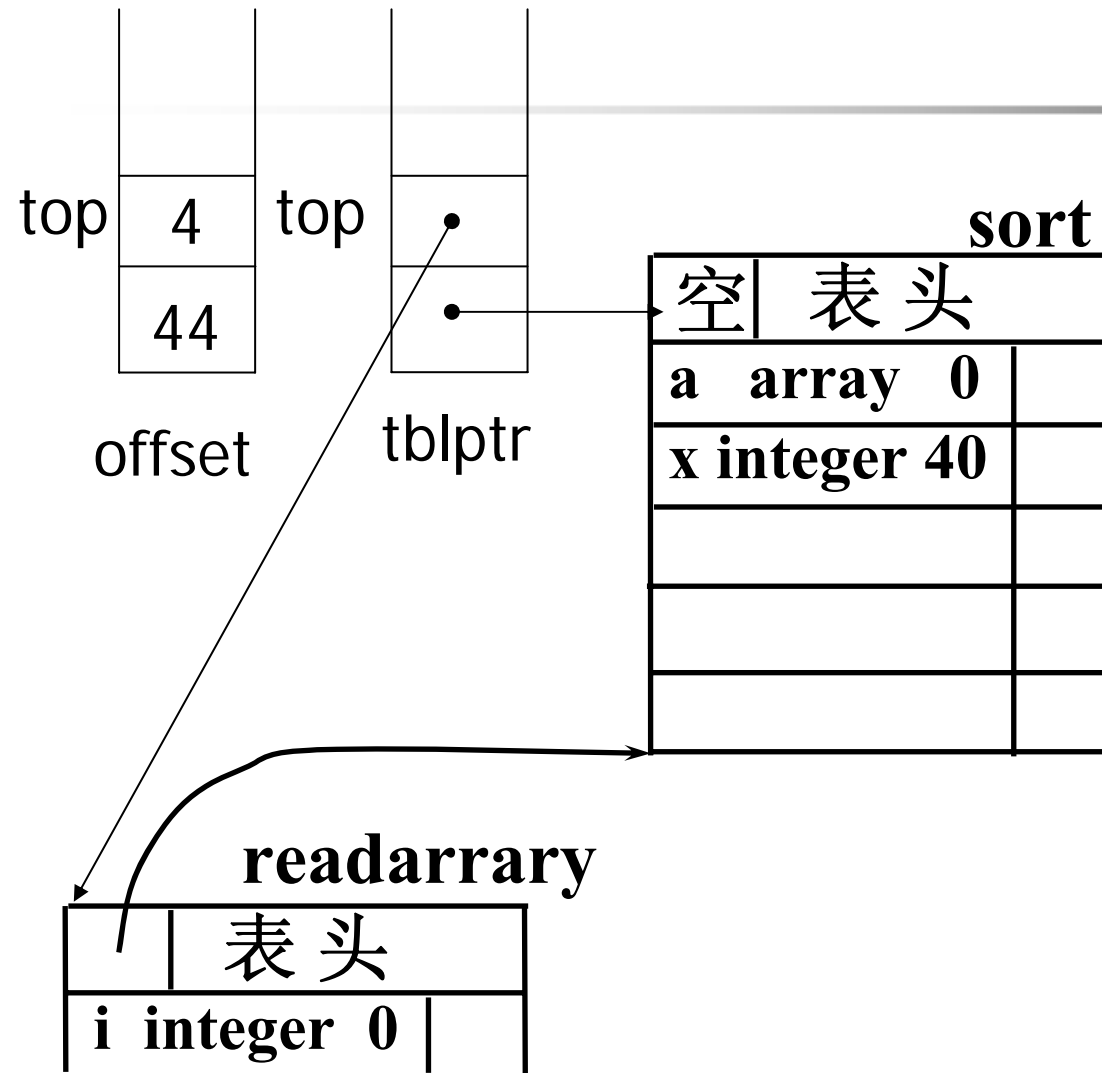 top 4 top
44
offset tblptr
sort
空 表 头
a array 0
x integer 40
readarrary
表 头
i integer 0